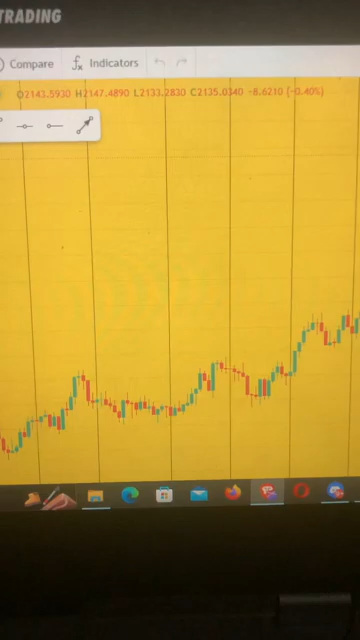 TRADING
Compare Indicators
O2143.5930 H2147.4890 L2133.2830 C2135.0340 -8.6210 (-0.40%)